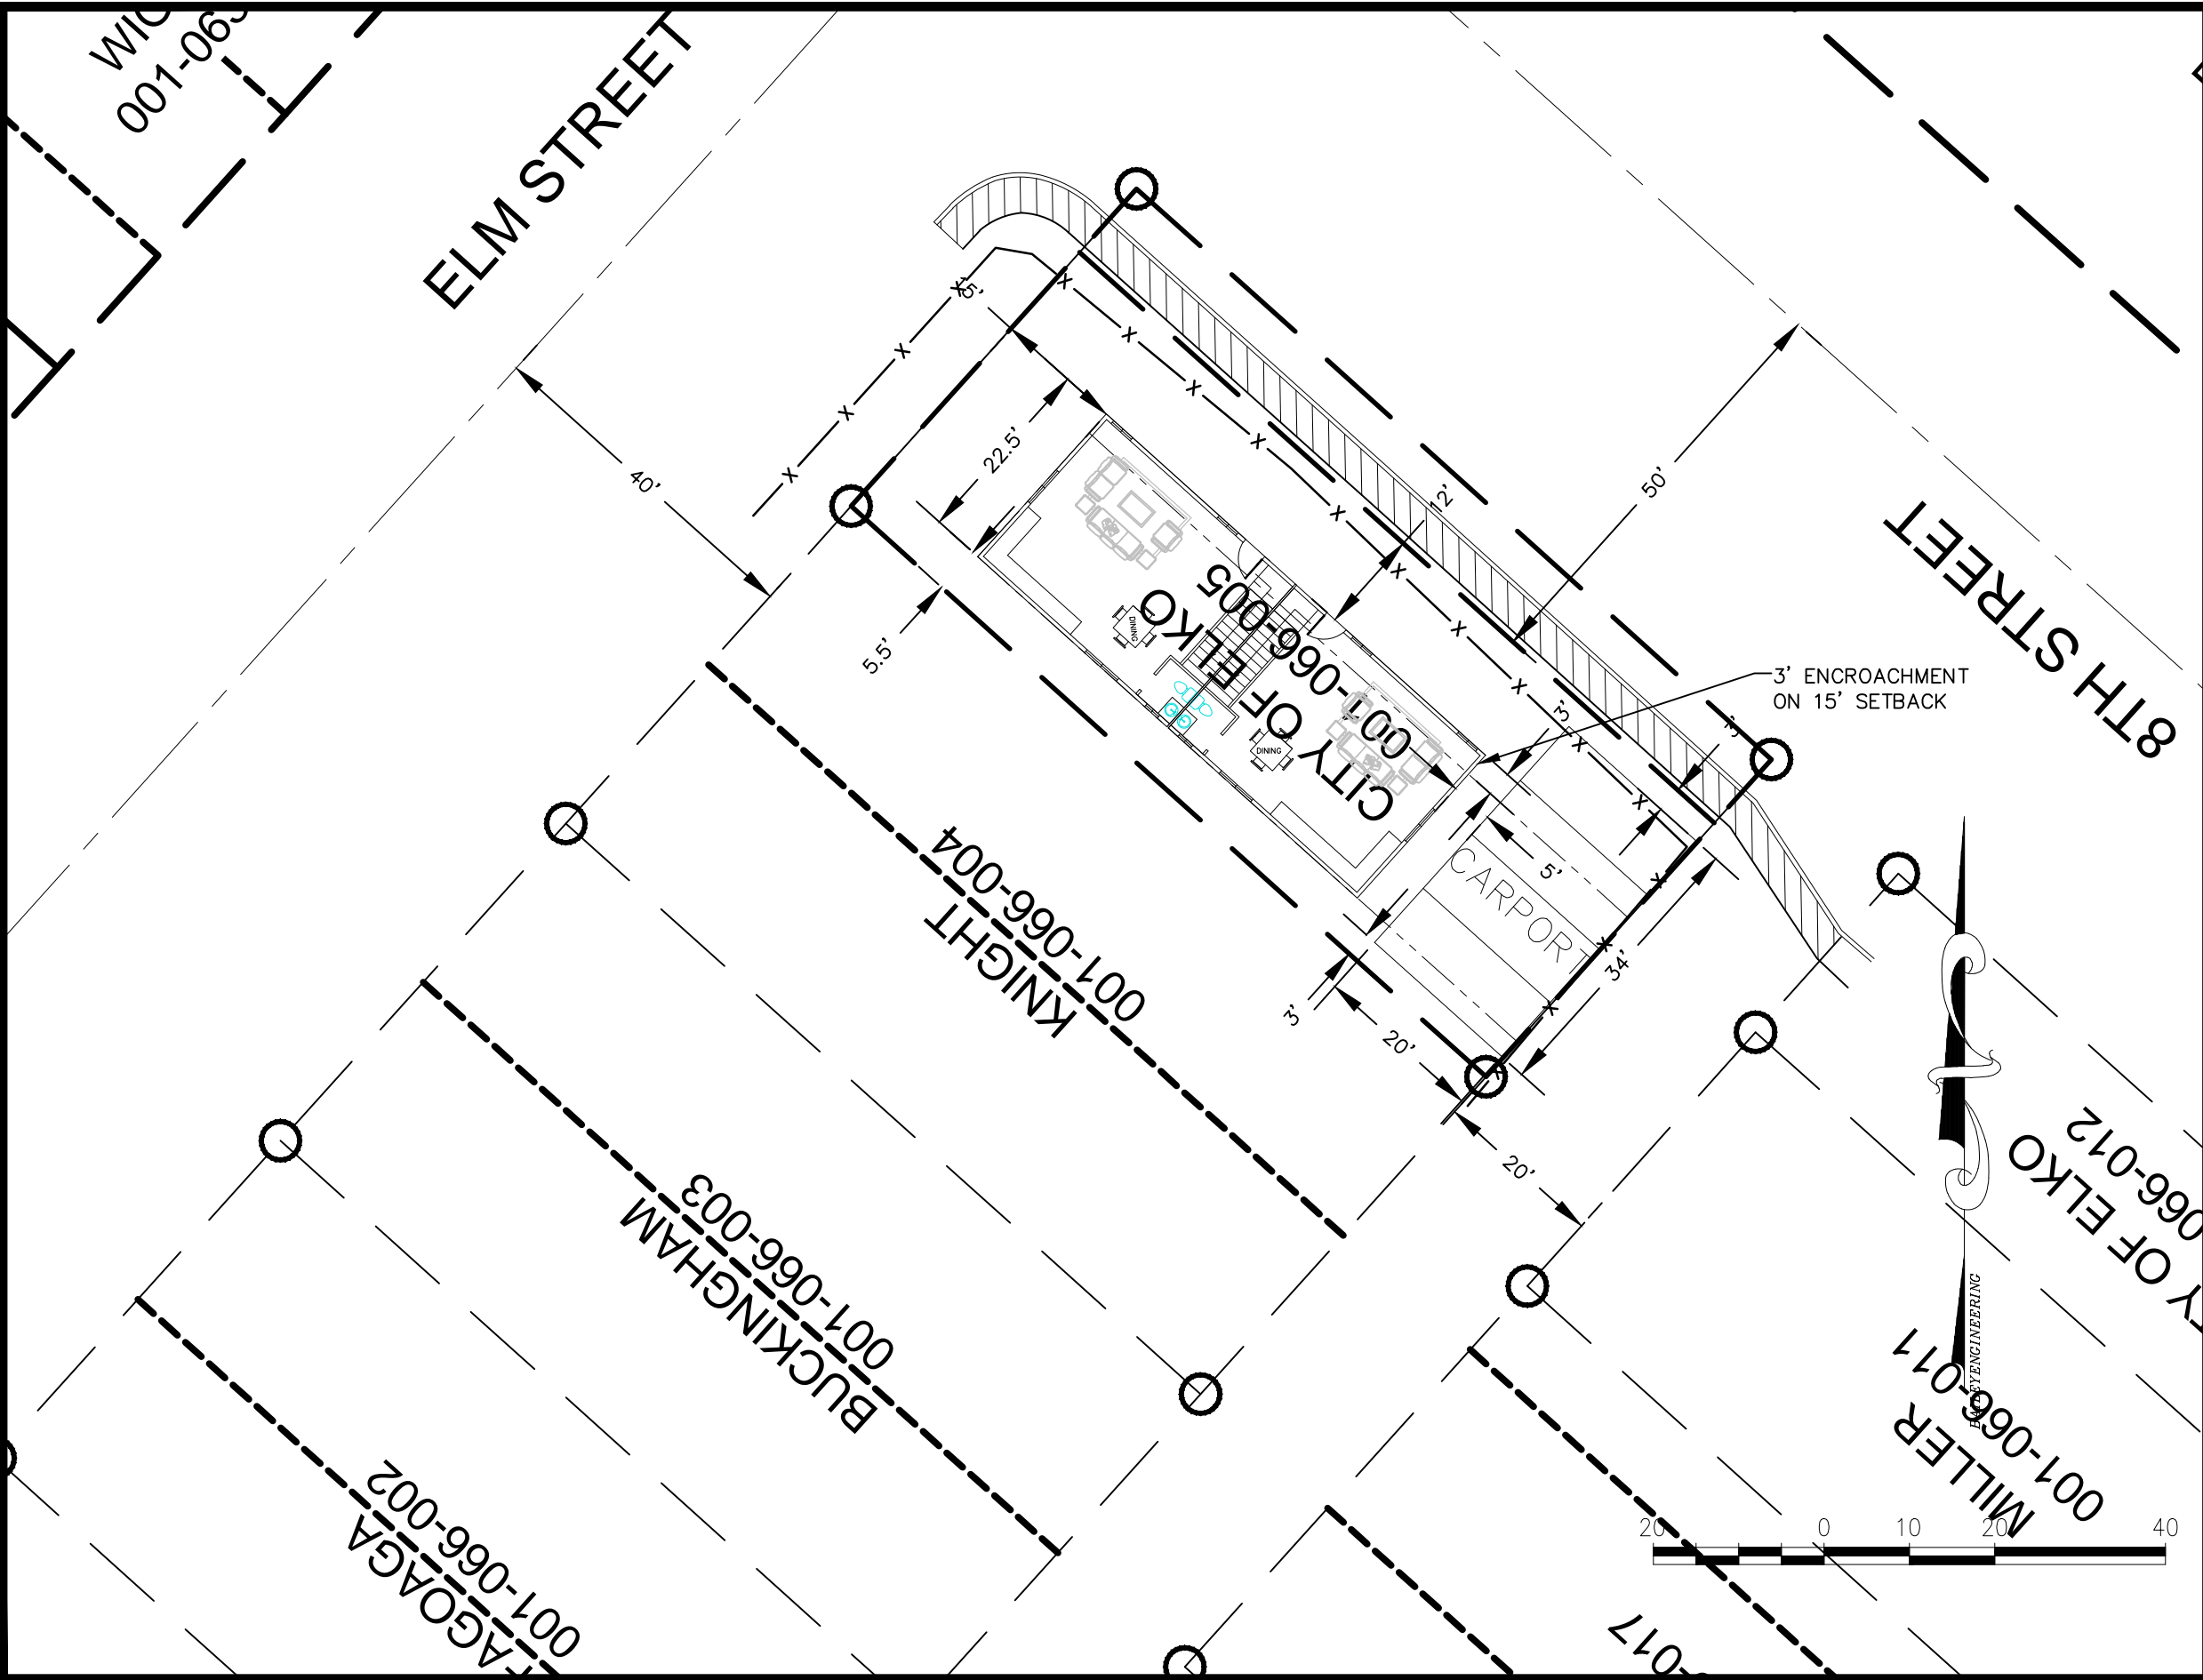 ELM STREET
8TH STREET
15'
22.5'
40'
5.5'
12'
50'
3' ENCROACHMENT
ON 15' SETBACK
CITY OF ELKO
001-066-005
DINING
DINING
3'
3'
5'
CARPORT
34'
3'
20'
20'
KNIGHT
001-066-004
BUCKINGHAM
001-066-003
001-066-002
MILLER
001-066-011
OF ELKO
066-012
20
0
10
20
40